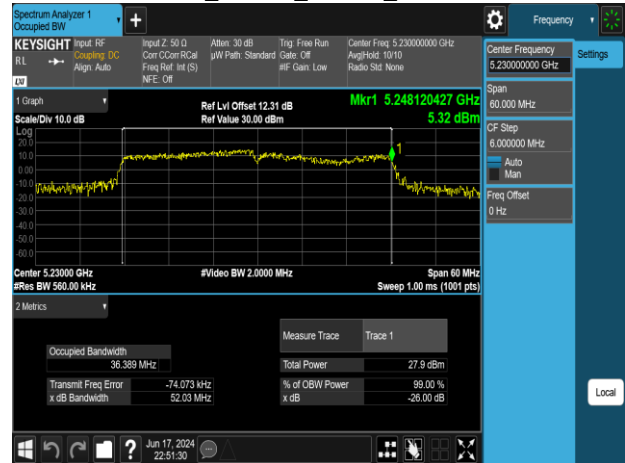 Spectrum Analyzer 1
Occupied BW
Frequency
KEYSIGHT
RL
LXI
Input: RF
Coupling: DC
Align: Auto
Input Z: 50 Ω
Corr CCorr RCal
Freq Ref: Int (S)
NFE: Off
Atten: 30 dB
µW Path: Standard
Trig: Free Run
Gate: Off
#IF Gain: Low
Center Freq: 5.230000000 GHz
Avg|Hold: 10/10
Radio Std: None
Center Frequency
5.230000000 GHz
Settings
Span
60.000 MHz
CF Step
6.000000 MHz
Auto
Man
Freq Offset
0 Hz
1 Graph
Scale/Div 10.0 dB
Ref Lvl Offset 12.31 dB
Ref Value 30.00 dBm
Mkr1 5.248120427 GHz
5.32 dBm
Log
20.0
10.0
0.00
-10.0
-20.0
-30.0
-40.0
-50.0
-60.0
1
Center 5.23000 GHz
#Res BW 560.00 kHz
#Video BW 2.0000 MHz
Span 60 MHz
Sweep 1.00 ms (1001 pts)
2 Metrics
Measure Trace Trace 1
Occupied Bandwidth
36.389 MHz
Total Power 27.9 dBm
Transmit Freq Error -74.073 kHz
% of OBW Power 99.00 %
x dB Bandwidth 52.03 MHz
x dB -26.00 dB
Local
?
Jun 17, 2024
22:51:30